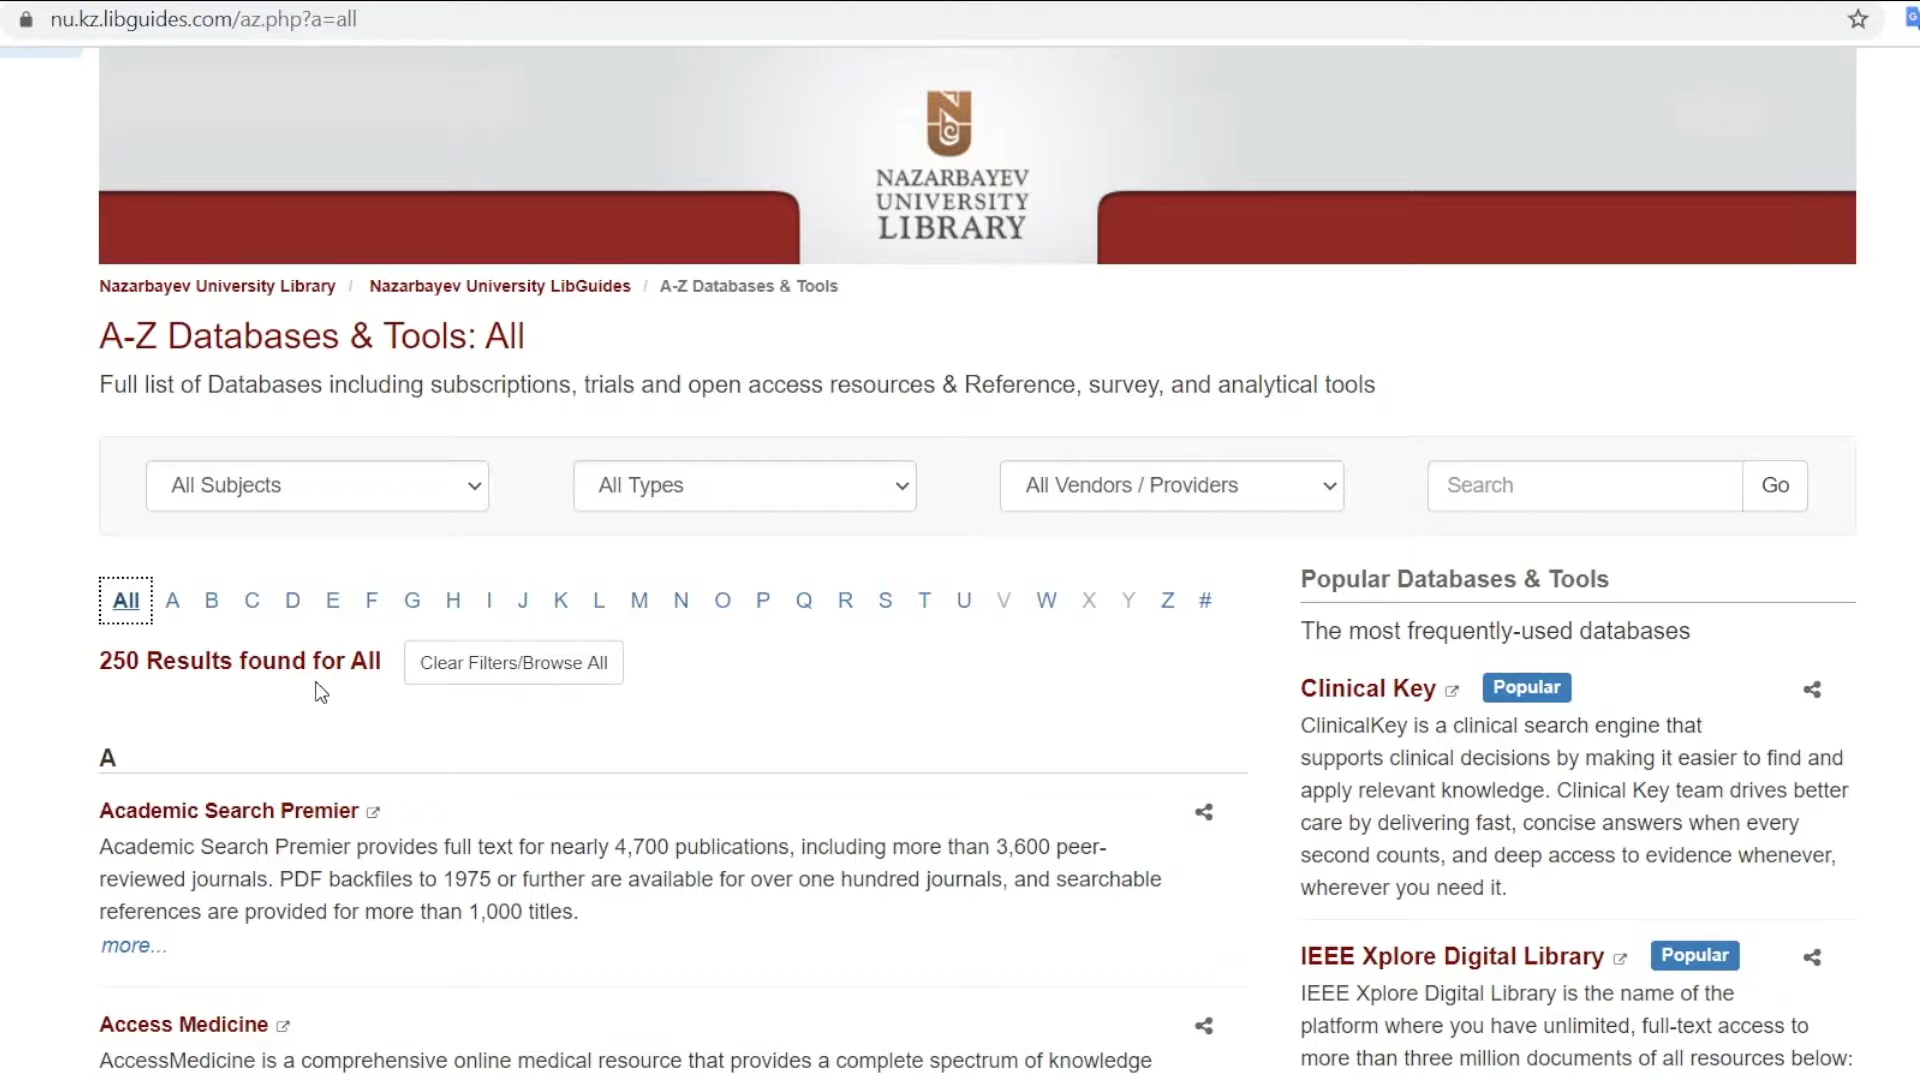 nu.kz.libguides.com/az.php?a=all
NAZARBAYEV
UNIVERSITY
LIBRARY
Nazarbayev University Library / Nazarbayev University LibGuides / A-Z Databases & Tools
A-Z Databases & Tools: All
Full list of Databases including subscriptions, trials and open access resources & Reference, survey, and analytical tools
All Subjects All Types All Vendors / Providers Search Go
All A B C D E F G H I J K L M N O P Q R S T U V W X Y Z #
250 Results found for All Clear Filters/Browse All
A
Academic Search Premier
Academic Search Premier provides full text for nearly 4,700 publications, including more than 3,600 peer-
reviewed journals. PDF backfiles to 1975 or further are available for over one hundred journals, and searchable
references are provided for more than 1,000 titles.
more...
Access Medicine
AccessMedicine is a comprehensive online medical resource that provides a complete spectrum of knowledge
Popular Databases & Tools
The most frequently-used databases
Clinical Key Popular
ClinicalKey is a clinical search engine that
supports clinical decisions by making it easier to find and
apply relevant knowledge. Clinical Key team drives better
care by delivering fast, concise answers when every
second counts, and deep access to evidence whenever,
wherever you need it.
IEEE Xplore Digital Library Popular
IEEE Xplore Digital Library is the name of the
platform where you have unlimited, full-text access to
more than three million documents of all resources below: